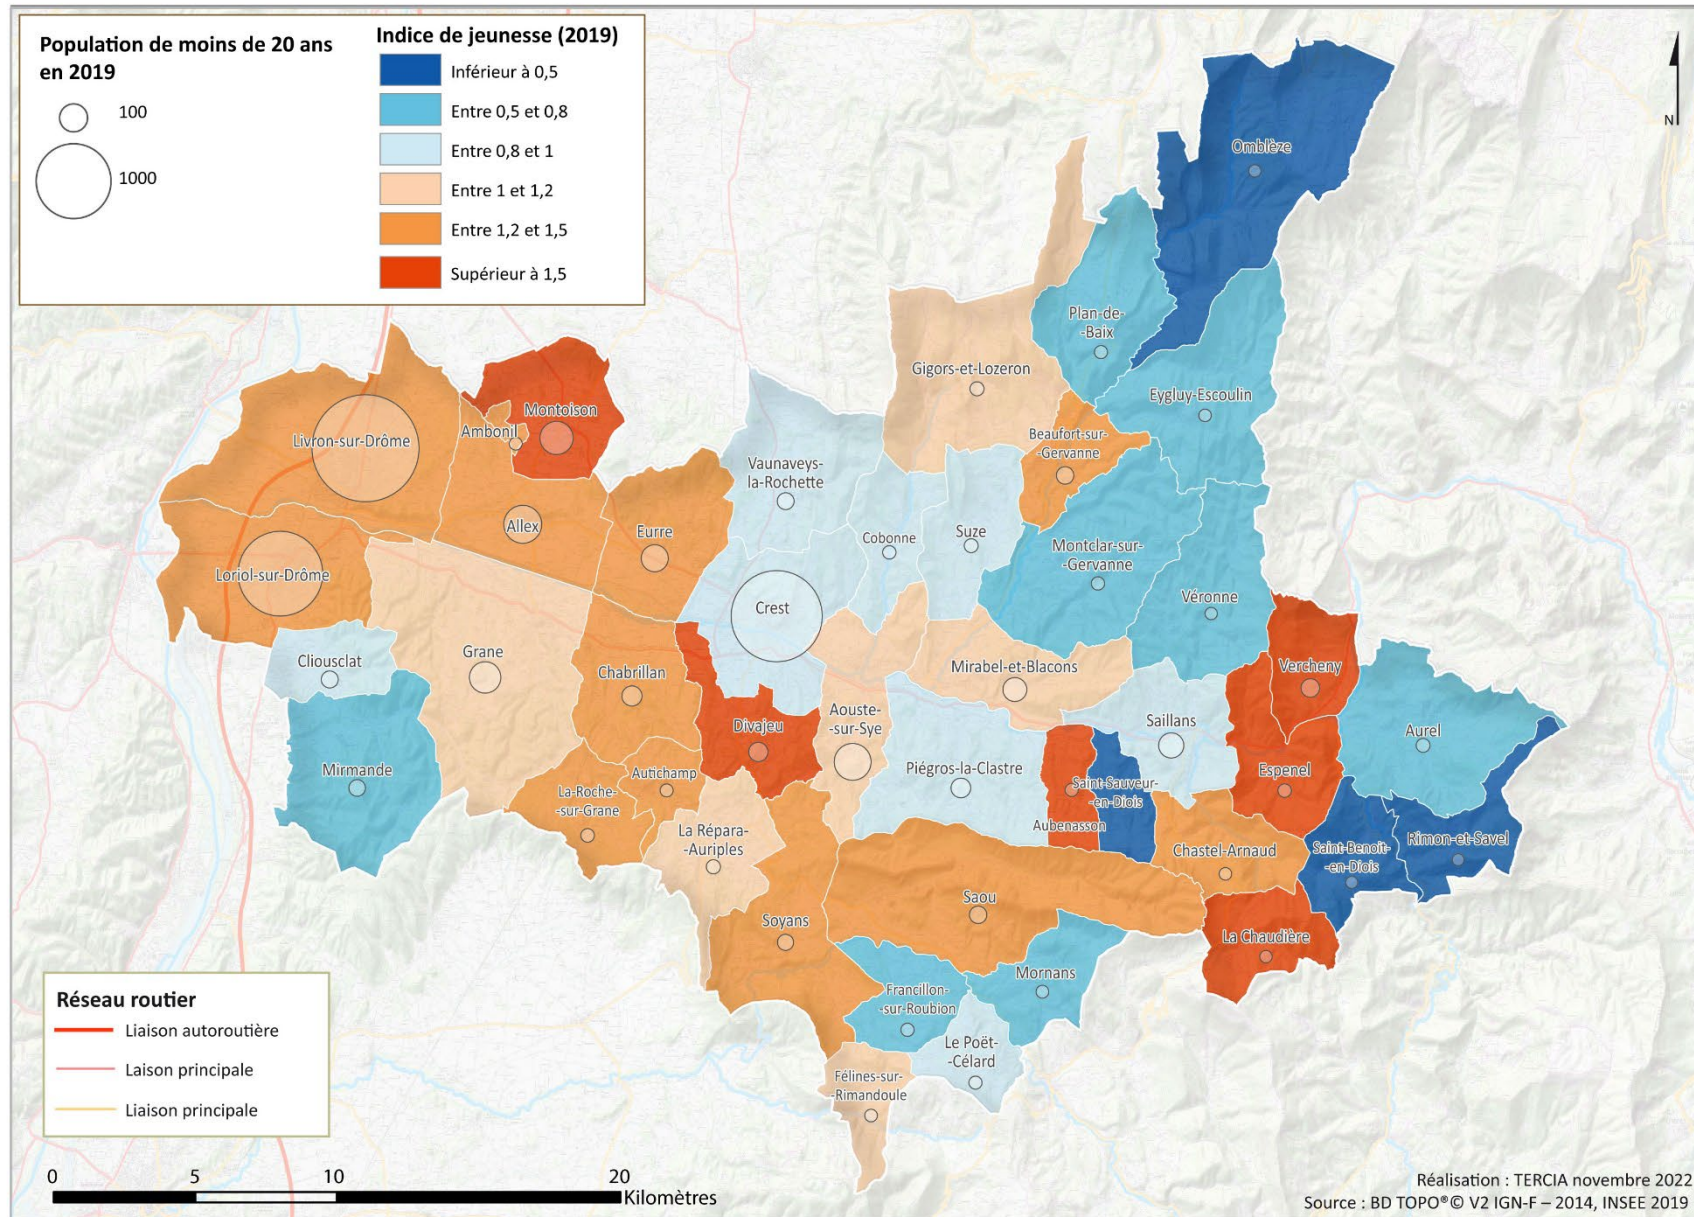 Population de moins de 20 ans
en 2019
100
1000
Indice de jeunesse (2019)
Inférieur à 0,5
Entre 0,5 et 0,8
Entre 0,8 et 1
Entre 1 et 1,2
Entre 1,2 et 1,5
Supérieur à 1,5
N
Omblèze
Plan-de-
-Baix
Gigors-et-Lozeron
Eygluy-Escoulin
Montoison
Ambonil
Livron-sur-Drôme
Beaufort-sur-
-Gervanne
Vaunaveys-
la-Rochette
Allex
Eurre
Cobonne
Suze
Montclar-sur-
-Gervanne
Loriol-sur-Drôme
Véronne
Crest
Cliousclat
Grane
Chabrillan
Mirabel-et-Blacons
Vercheny
Aouste-
-sur-Sye
Saillans
Divajeu
Aurel
Mirmande
Autichamp
La-Roche-
-sur-Grane
Piégros-la-Clastre
Saint-Sauveur-
-en-Diois
Espenel
Aubenasson
La Répara-
-Auriples
Chastel-Arnaud
Saint-Benoit-
-en-Diois
Rimon-et-Savel
Saou
Soyans
La Chaudière
Mornans
Francillon-
-sur-Roubion
Le Poët-
-Célard
Félines-sur-
-Rimandoule
Réseau routier
Liaison autoroutière
Liaison principale
Liaison principale
0 5 10 20
Kilomètres
Réalisation : TERCIA novembre 2022
Source : BD TOPO®© V2 IGN-F – 2014, INSEE 2019